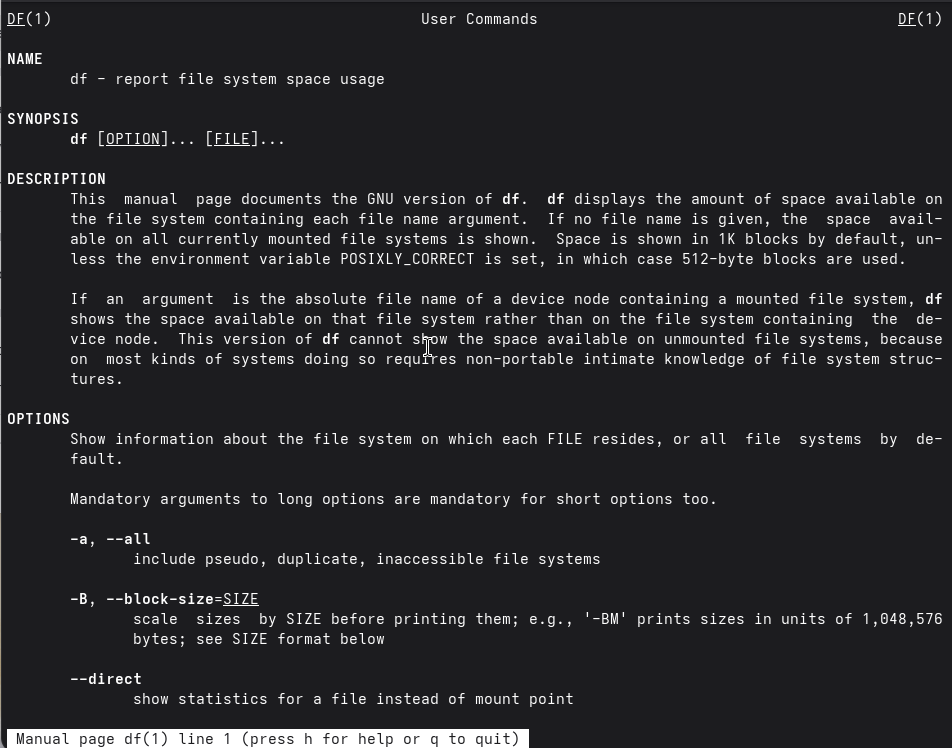 DF(1) User Commands DF(1)
NAME
df - report file system space usage
SYNOPSIS
df [OPTION]... [FILE]...
DESCRIPTION
This manual page documents the GNU version of df. df displays the amount of space available on
the file system containing each file name argument. If no file name is given, the space avail-
able on all currently mounted file systems is shown. Space is shown in 1K blocks by default, un-
less the environment variable POSIXLY_CORRECT is set, in which case 512-byte blocks are used.
If an argument is the absolute file name of a device node containing a mounted file system, df
shows the space available on that file system rather than on the file system containing the de-
vice node. This version of df cannot show the space available on unmounted file systems, because
on most kinds of systems doing so requires non-portable intimate knowledge of file system struc-
tures.
OPTIONS
Show information about the file system on which each FILE resides, or all file systems by de-
fault.
Mandatory arguments to long options are mandatory for short options too.
-a, --all
include pseudo, duplicate, inaccessible file systems
-B, --block-size=SIZE
scale sizes by SIZE before printing them; e.g., '-BM' prints sizes in units of 1,048,576
bytes; see SIZE format below
--direct
show statistics for a file instead of mount point
Manual page df(1) line 1 (press h for help or q to quit)